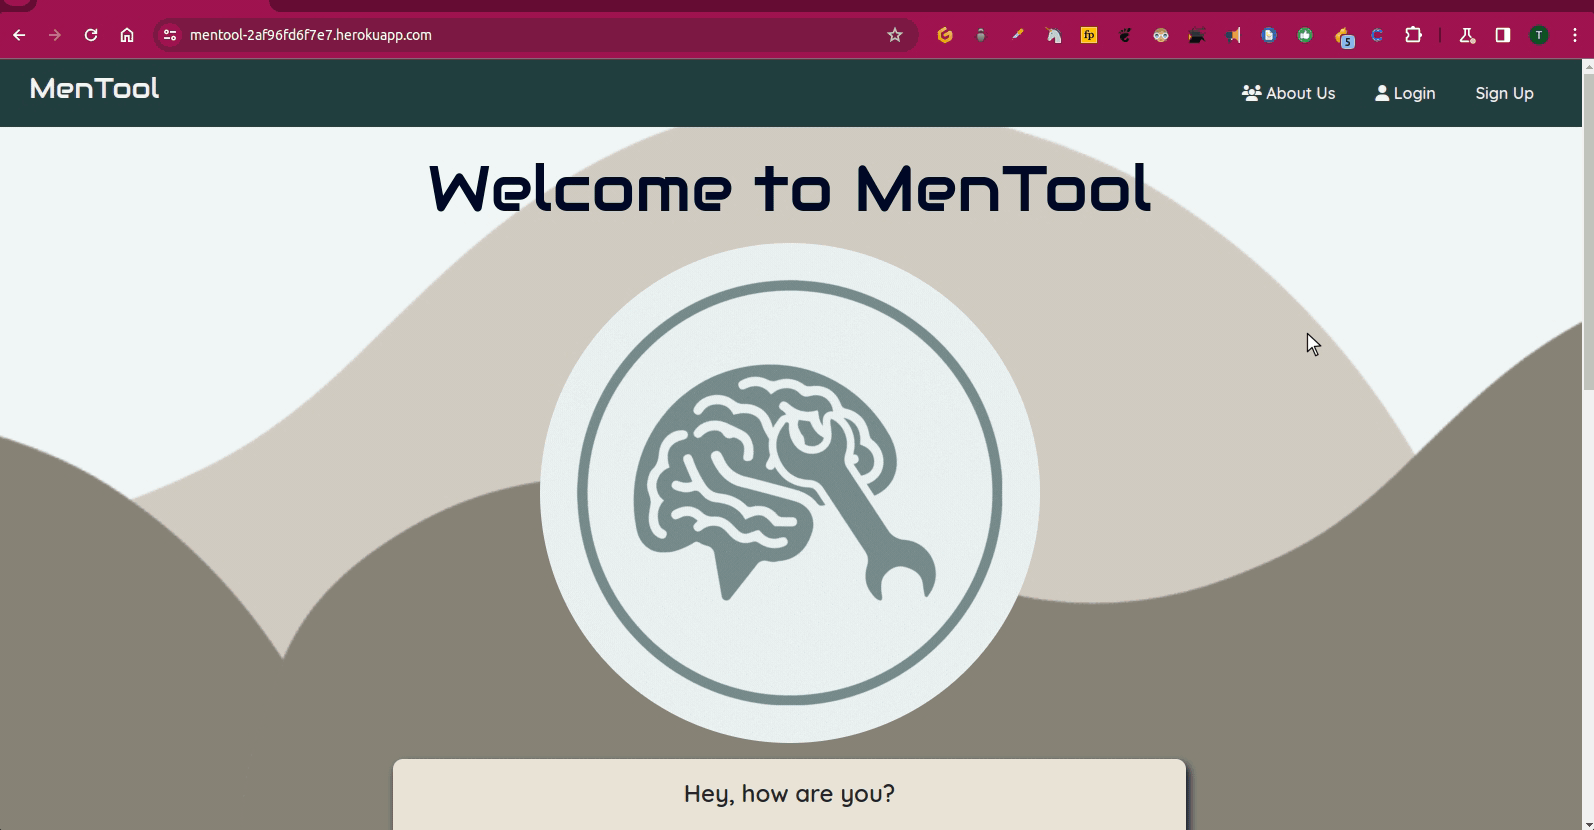 mentool-2af96fd6f7e7.herokuapp.com
fp
5
T
MenTool
About Us
Login
Sign Up
Welcome to MenTool
Hey, how are you?